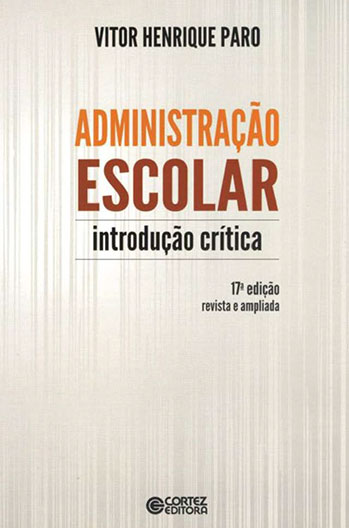 VITOR HENRIQUE PARO
ADMINISTRAÇÃO
ESCOLAR
introdução crítica
17ª edição
revista e ampliada
CORTEZ
EDITORA